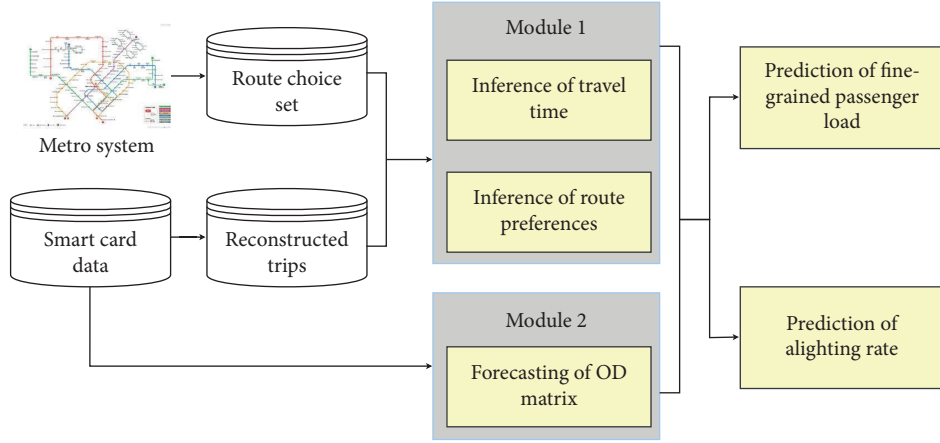 Metro system
Route choice
set
Smart card
data
Reconstructed
trips
Module 1
Inference of travel
time
Inference of route
preferences
Module 2
Forecasting of OD
matrix
Prediction of fine-
grained passenger
load
Prediction of
alighting rate